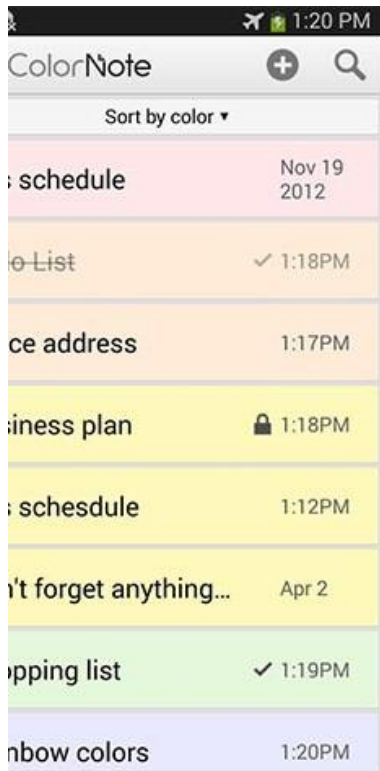 1:20 PM
ColorNote
Sort by color
s schedule
Nov 19
2012
o List
1:18PM
ce address
1:17PM
siness plan
1:18PM
s schesdule
1:12PM
n't forget anything...
Apr 2
opping list
1:19PM
nbow colors
1:20PM